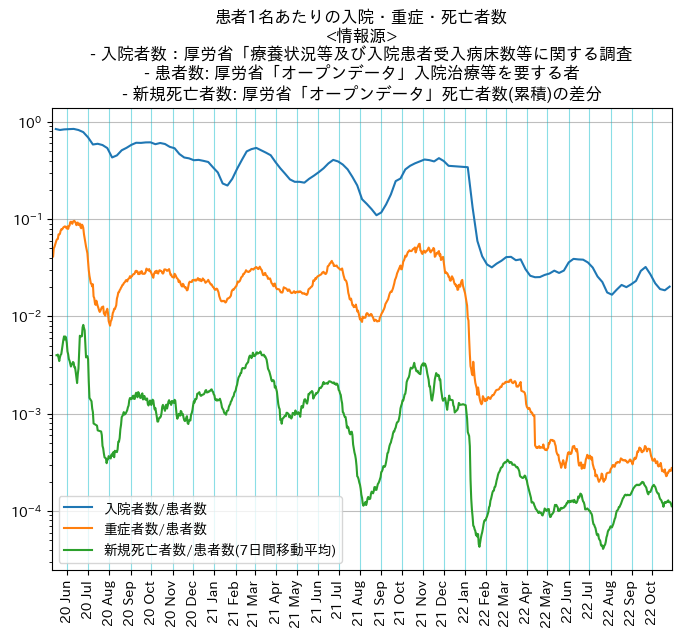 患者1名あたりの入院・重症・死亡者数
<情報源>
- 入院者数：厚労省「療養状況等及び入院患者受入病床数等に関する調査
- 患者数: 厚労省「オープンデータ」入院治療等を要する者
- 新規死亡者数: 厚労省「オープンデータ」死亡者数(累積)の差分
10⁰
10⁻¹
10⁻²
10⁻³
10⁻⁴
入院者数/患者数
重症者数/患者数
新規死亡者数/患者数(7日間移動平均)
20 Jun
20 Jul
20 Aug
20 Sep
20 Oct
20 Nov
20 Dec
21 Jan
21 Feb
21 Mar
21 Apr
21 May
21 Jun
21 Jul
21 Aug
21 Sep
21 Oct
21 Nov
21 Dec
22 Jan
22 Feb
22 Mar
22 Apr
22 May
22 Jun
22 Jul
22 Aug
22 Sep
22 Oct